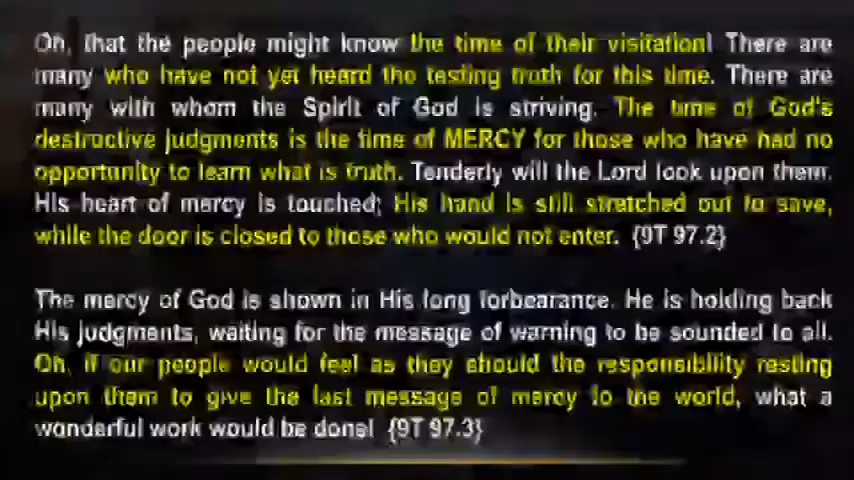 Oh, that the people might know the time of their visitation! There are
many who have not yet heard the testing truth for this time. There are
many with whom the Spirit of God is striving. The time of God's
destructive judgments is the time of MERCY for those who have had no
opportunity to learn what is truth. Tenderly will the Lord look upon them.
His heart of mercy is touched; His hand is still stretched out to save,
while the door is closed to those who would not enter. {9T 97.2}
The mercy of God is shown in His long forbearance. He is holding back
His judgments, waiting for the message of warning to be sounded to all.
Oh, if our people would feel as they should the responsibility resting
upon them to give the last message of mercy to the world, what a
wonderful work would be done! {9T 97.3}